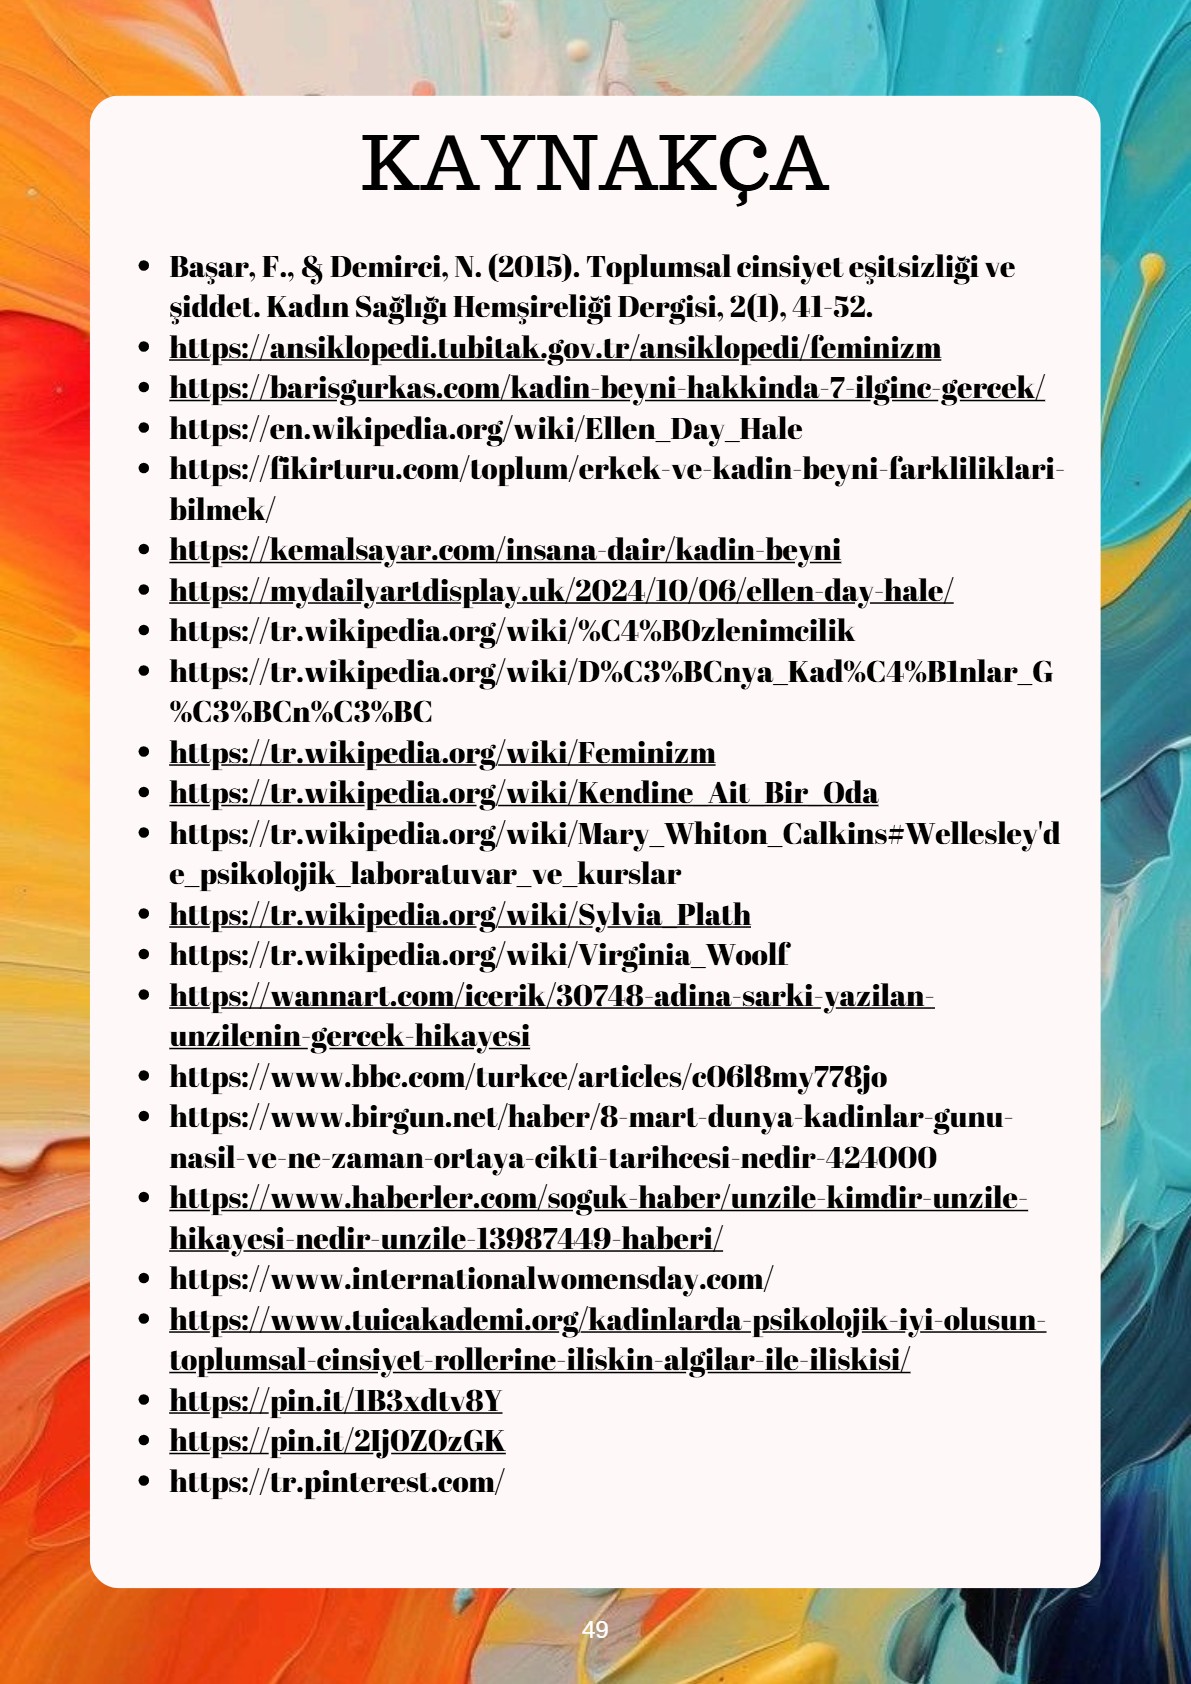 KAYNAKÇA
• Başar, F., & Demirci, N. (2015). Toplumsal cinsiyet eşitsizliği ve
şiddet. Kadın Sağlığı Hemşireliği Dergisi, 2(1), 41-52.
• https://ansiklopedi.tubitak.gov.tr/ansiklopedi/feminizm
• https://barisgurkas.com/kadin-beyni-hakkinda-7-ilginc-gercek/
• https://en.wikipedia.org/wiki/Ellen_Day_Hale
• https://fikirturu.com/toplum/erkek-ve-kadin-beyni-farkliliklari-
bilmek/
• https://kemalsayar.com/insana-dair/kadin-beyni
• https://mydailyartdisplay.uk/2024/10/06/ellen-day-hale/
• https://tr.wikipedia.org/wiki/%C4%B0zlenimcilik
• https://tr.wikipedia.org/wiki/D%C3%BCnya_Kad%C4%B1nlar_G
%C3%BCn%C3%BC
• https://tr.wikipedia.org/wiki/Feminizm
• https://tr.wikipedia.org/wiki/Kendine_Ait_Bir_Oda
• https://tr.wikipedia.org/wiki/Mary_Whiton_Calkins#Wellesley'd
e_psikolojik_laboratuvar_ve_kurslar
• https://tr.wikipedia.org/wiki/Sylvia_Plath
• https://tr.wikipedia.org/wiki/Virginia_Woolf
• https://wannart.com/icerik/30748-adina-sarki-yazilan-
unzilenin-gercek-hikayesi
• https://www.bbc.com/turkce/articles/c06l8my778jo
• https://www.birgun.net/haber/8-mart-dunya-kadinlar-gunu-
nasil-ve-ne-zaman-ortaya-cikti-tarihcesi-nedir-424000
• https://www.haberler.com/soguk-haber/unzile-kimdir-unzile-
hikayesi-nedir-unzile-13987449-haberi/
• https://www.internationalwomensday.com/
• https://www.tuicakademi.org/kadinlarda-psikolojik-iyi-olusun-
toplumsal-cinsiyet-rollerine-iliskin-algilar-ile-iliskisi/
• https://pin.it/1B3xdtv8Y
• https://pin.it/2Ij0Z0zGK
• https://tr.pinterest.com/
49